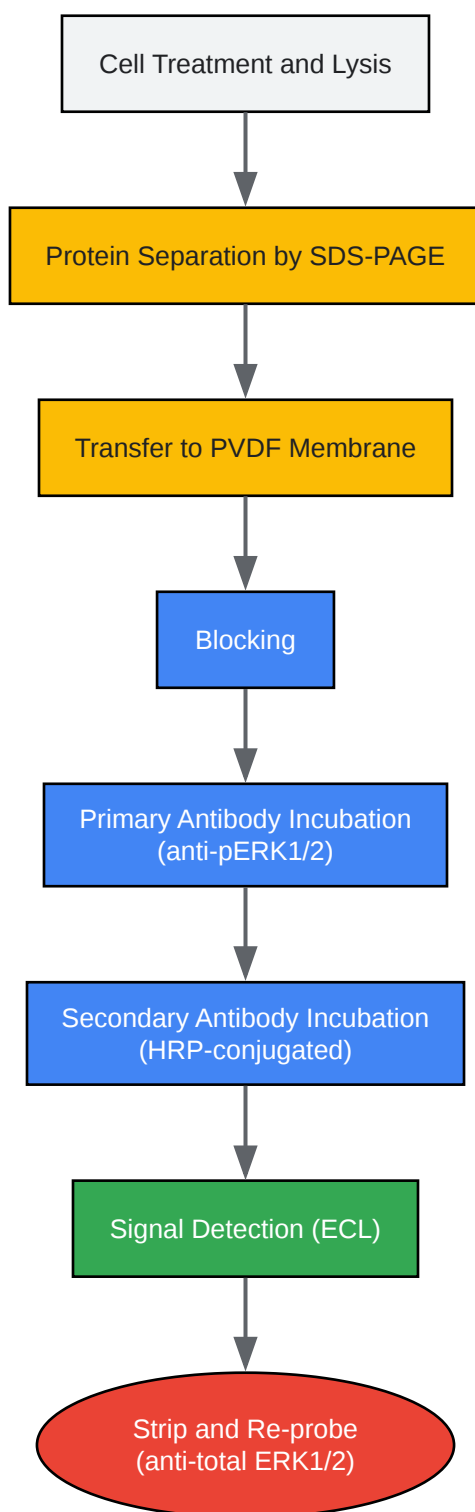 Cell Treatment and Lysis
Protein Separation by SDS-PAGE
Transfer to PVDF Membrane
Blocking
Primary Antibody Incubation
(anti-pERK1/2)
Secondary Antibody Incubation
(HRP-conjugated)
Signal Detection (ECL)
Strip and Re-probe
(anti-total ERK1/2)